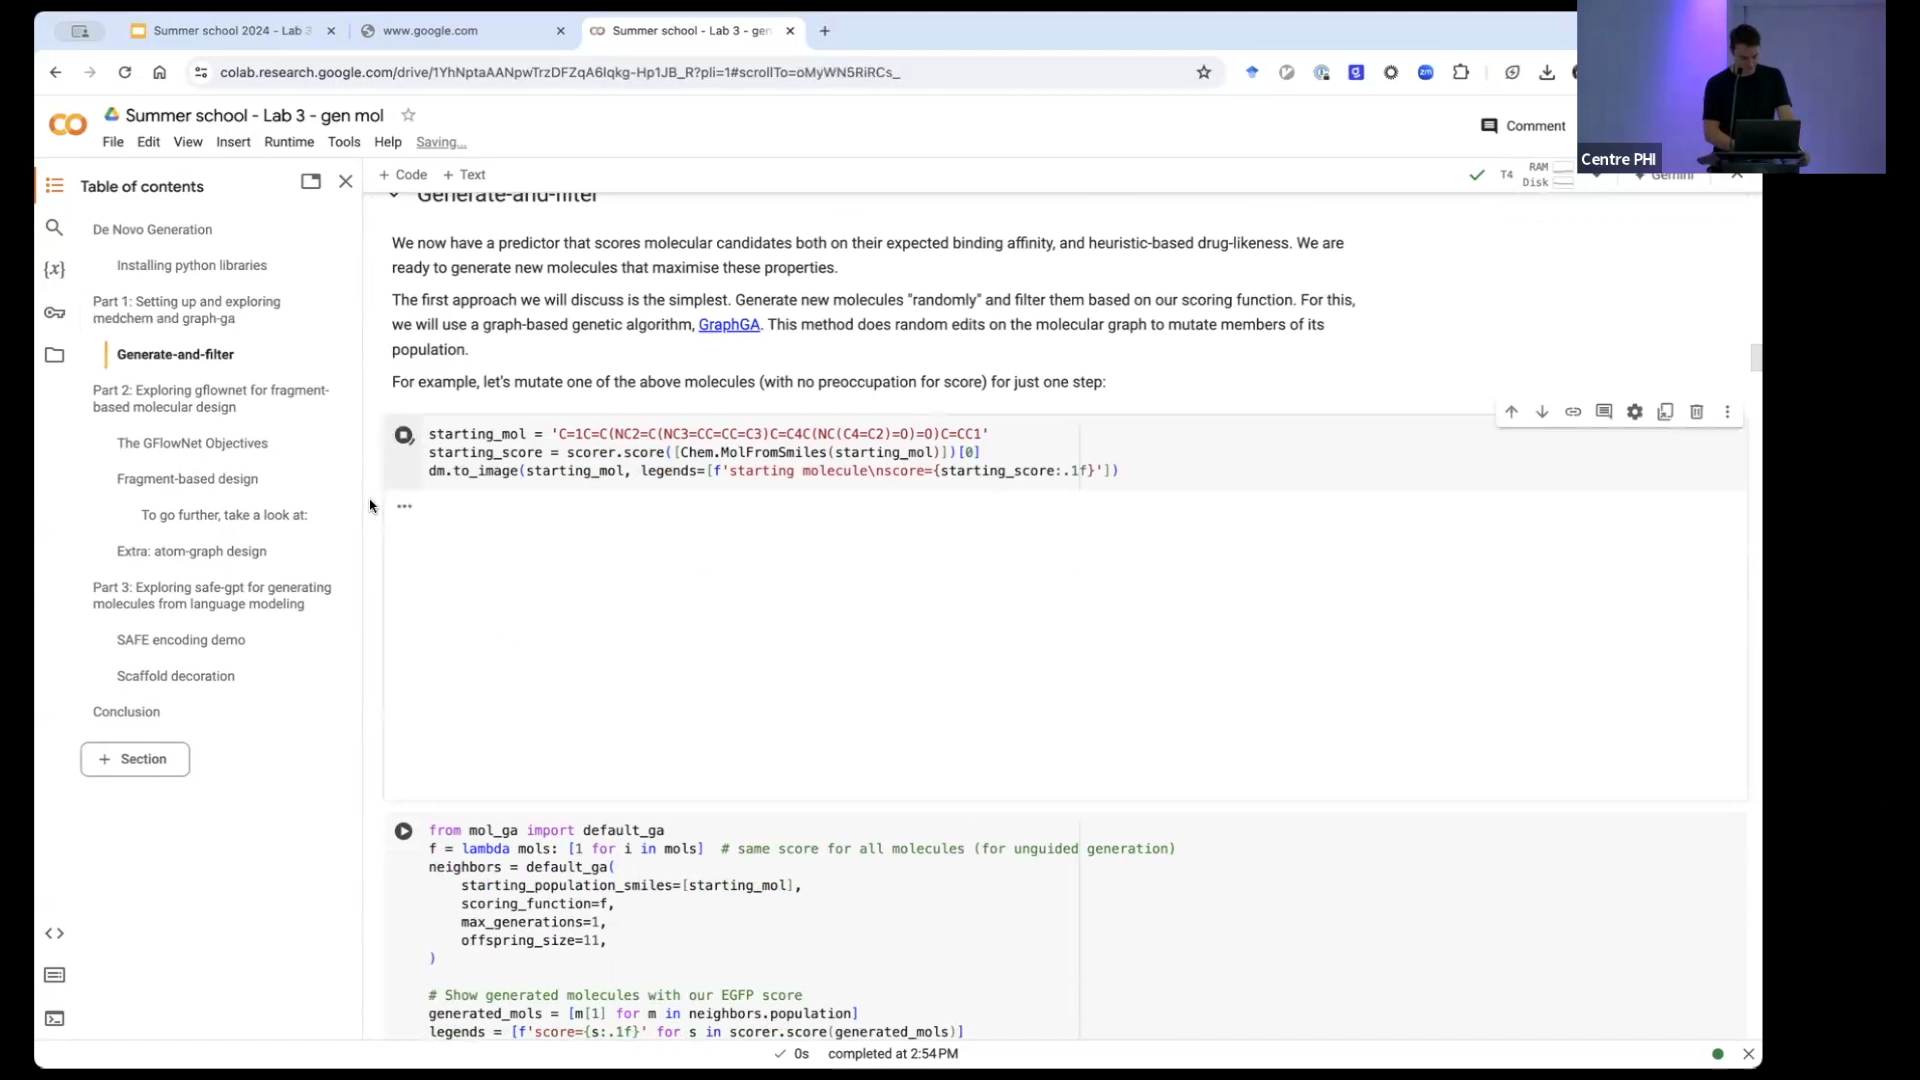 Summer school 2024 - Lab 3
www.google.com
Summer school - Lab 3 - gen
colab.research.google.com/drive/1YhNptaAANpwTrzDFZqA6lqkg-Hp1JB_R?pli=1#scrollTo=oMyWN5RiRCs_
Summer school - Lab 3 - gen mol
File Edit View Insert Runtime Tools Help Saving...
Comment
Centre PHI
Table of contents
+ Code + Text
T4 RAM
Disk
Gemini
De Novo Generation
Installing python libraries
Part 1: Setting up and exploring
medchem and graph-ga
Generate-and-filter
Part 2: Exploring gflownet for fragment-
based molecular design
The GFlowNet Objectives
Fragment-based design
To go further, take a look at:
Extra: atom-graph design
Part 3: Exploring safe-gpt for generating
molecules from language modeling
SAFE encoding demo
Scaffold decoration
Conclusion
+ Section
Generate-and-filter
We now have a predictor that scores molecular candidates both on their expected binding affinity, and heuristic-based drug-likeness. We are
ready to generate new molecules that maximise these properties.
The first approach we will discuss is the simplest. Generate new molecules "randomly" and filter them based on our scoring function. For this,
we will use a graph-based genetic algorithm, GraphGA. This method does random edits on the molecular graph to mutate members of its
population.
For example, let's mutate one of the above molecules (with no preoccupation for score) for just one step:
starting_mol = 'C=1C=C(NC2=C(NC3=CC=CC=C3)C=C4C(NC(C4=C2)=O)=O)C=CC1'
starting_score = scorer.score([Chem.MolFromSmiles(starting_mol)])[0]
dm.to_image(starting_mol, legends=[f'starting molecule\nscore={starting_score:.1f}'])
from mol_ga import default_ga
f = lambda mols: [1 for i in mols] # same score for all molecules (for unguided generation)
neighbors = default_ga(
starting_population_smiles=[starting_mol],
scoring_function=f,
max_generations=1,
offspring_size=11,
)
# Show generated molecules with our EGFP score
generated_mols = [m[1] for m in neighbors.population]
legends = [f'score={s:.1f}' for s in scorer.score(generated_mols)]
0s completed at 2:54 PM